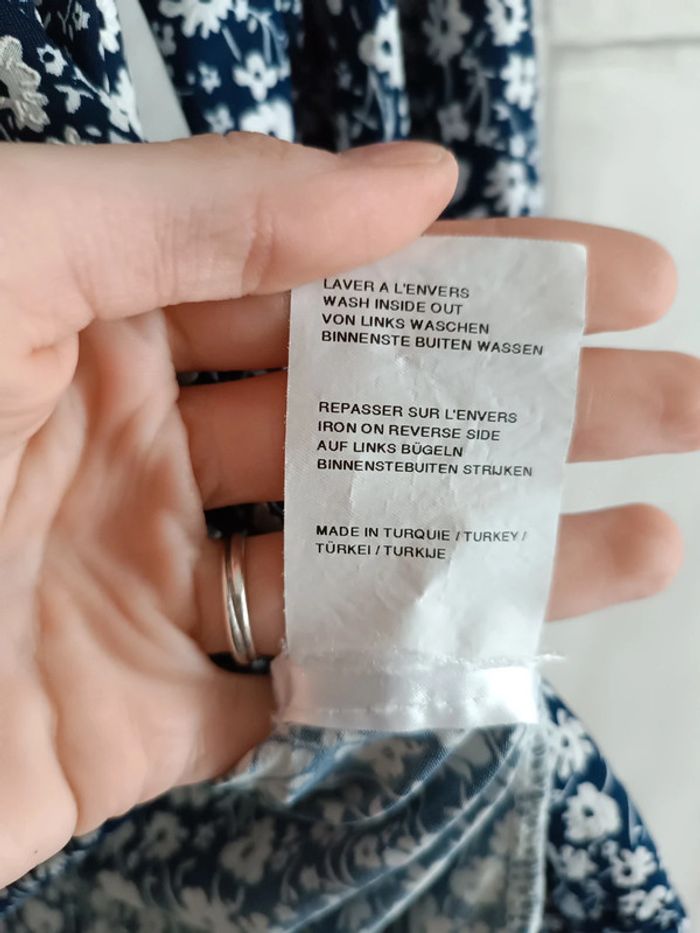 LAVER A L'ENVERS
WASH INSIDE OUT
VON LINKS WASCHEN
BINNENSTE BUITEN WASSEN
REPASSER SUR L'ENVERS
IRON ON REVERSE SIDE
AUF LINKS BÜGELN
BINNENSTEBUITEN STRIJKEN
MADE IN TURQUIE / TURKEY /
TÜRKEI / TURKIJE